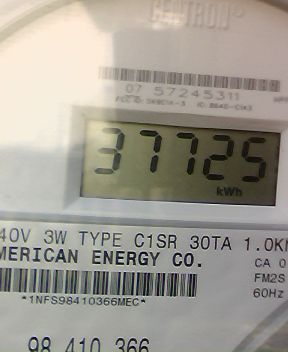 CENTRON®
07 57245311
37725
kWh
40V 3W TYPE C1SR 30TA 1.0K
MERICAN ENERGY CO.
CA 0
FM2S
60Hz
*1NFS98410366MEC*
98 410 366